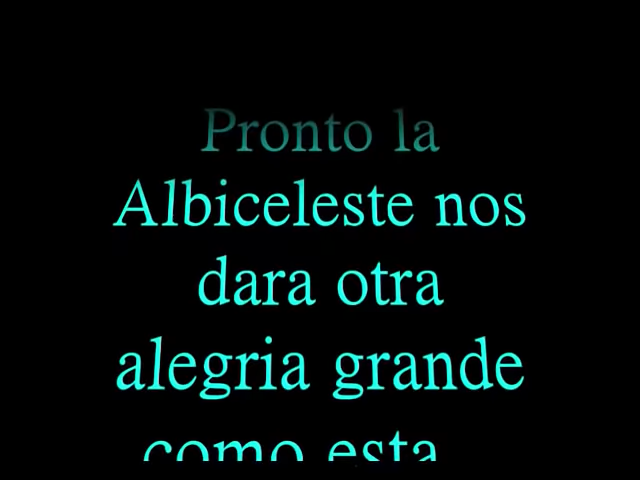 Pronto la
Albiceleste nos
dara otra
alegria grande
como esta